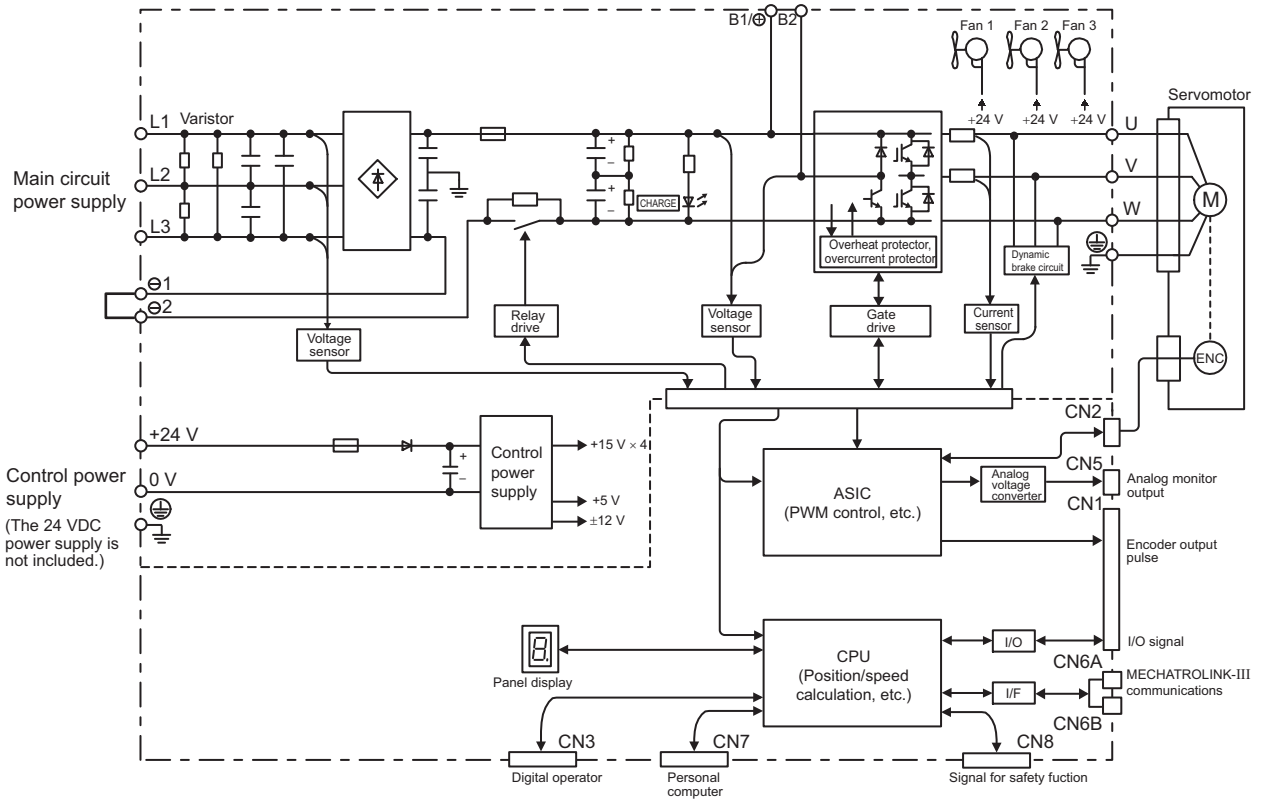 B1/⊕ B2
Fan 1 Fan 2 Fan 3
+24 V +24 V +24 V
Servomotor
L1 Varistor
L2
L3
Main circuit
power supply
⊖1
⊖2
+
−
+
−
CHARGE
Overheat protector,
overcurrent protector
U
V
W
M
Dynamic
brake circuit
Voltage
sensor
Relay
drive
Voltage
sensor
Gate
drive
Current
sensor
ENC
+24 V
0 V
Control power
supply
(The 24 VDC
power supply is
not included.)
+
−
Control
power
supply
+15 V × 4
+5 V
±12 V
ASIC
(PWM control, etc.)
Analog
voltage
converter
CN2
CN5
Analog monitor
output
CN1
Encoder output
pulse
CPU
(Position/speed
calculation, etc.)
I/O
I/O signal
I/F
CN6A
MECHATROLINK-III
communications
CN6B
8.
Panel display
CN3
Digital operator
CN7
Personal
computer
CN8
Signal for safety fuction